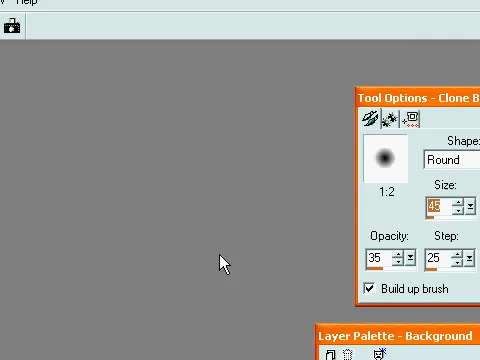 Help
Tool Options - Clone B
Shape:
Round
1:2
Size:
45
Opacity:
Step:
35
25
Build up brush
Layer Palette - Background